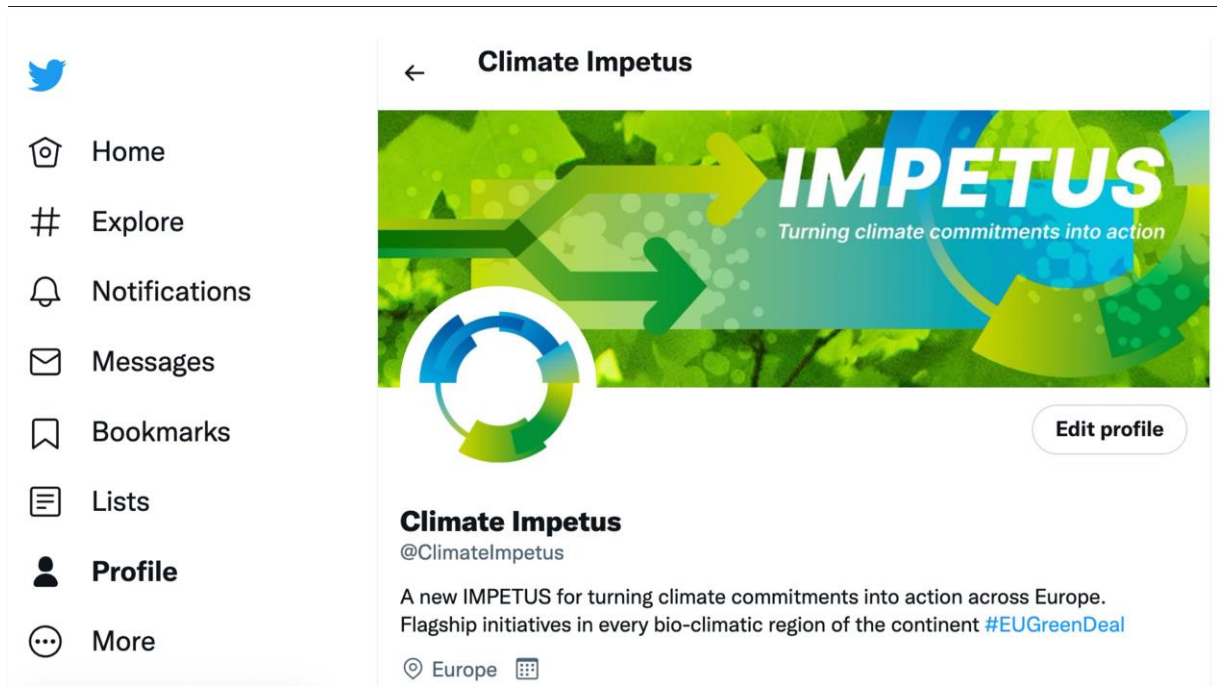 Climate Impetus
Home
Explore
Notifications
Messages
Bookmarks
Lists
Profile
More
IMPETUS
Turning climate commitments into action
Edit profile
Climate Impetus
@ClimateImpetus
A new IMPETUS for turning climate commitments into action across Europe.
Flagship initiatives in every bio-climatic region of the continent #EUGreenDeal
Europe